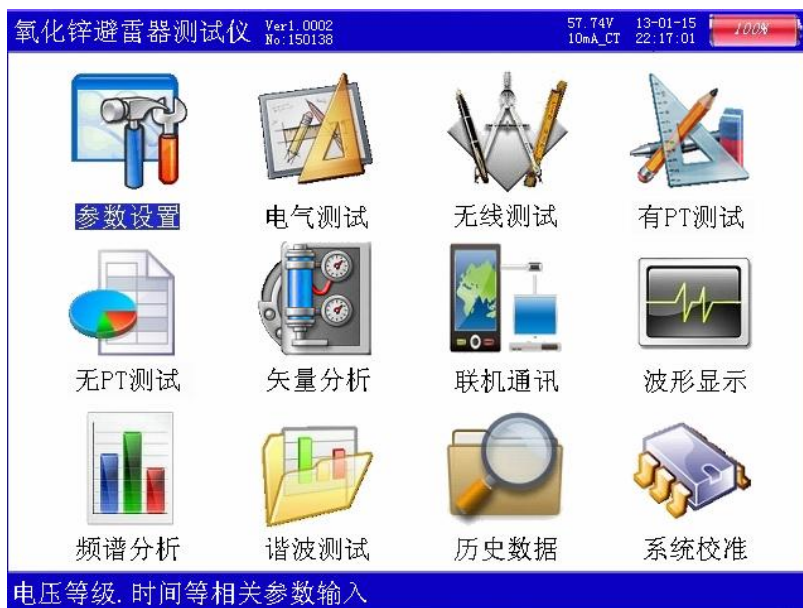 氧化锌避雷器测试仪 Ver1.0002 57.74V 13-01-15 100%
No:150138 10mA_CT 22:17:01
参数设置 电气测试 无线测试 有PT测试
无PT测试 矢量分析 联机通讯 波形显示
频谱分析 谐波测试 历史数据 系统校准
电压等级.时间等相关参数输入